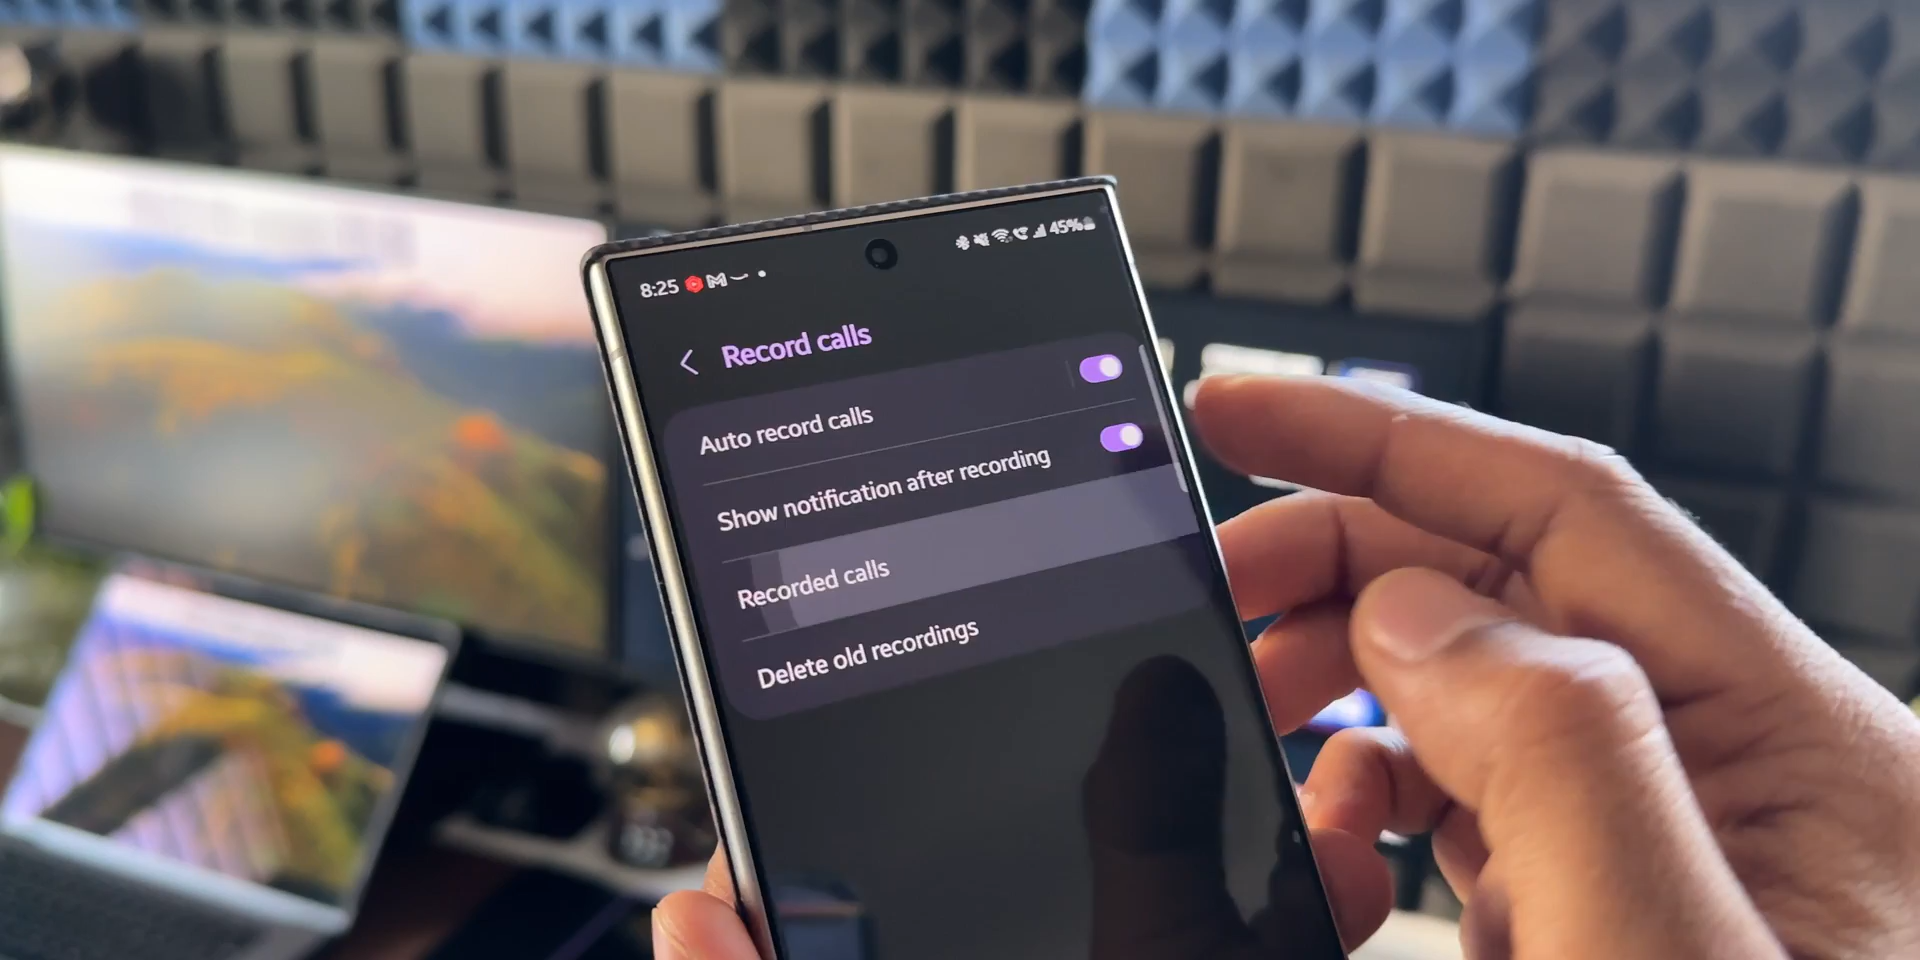 8:25
45%
Record calls
Auto record calls
Show notification after recording
Recorded calls
Delete old recordings